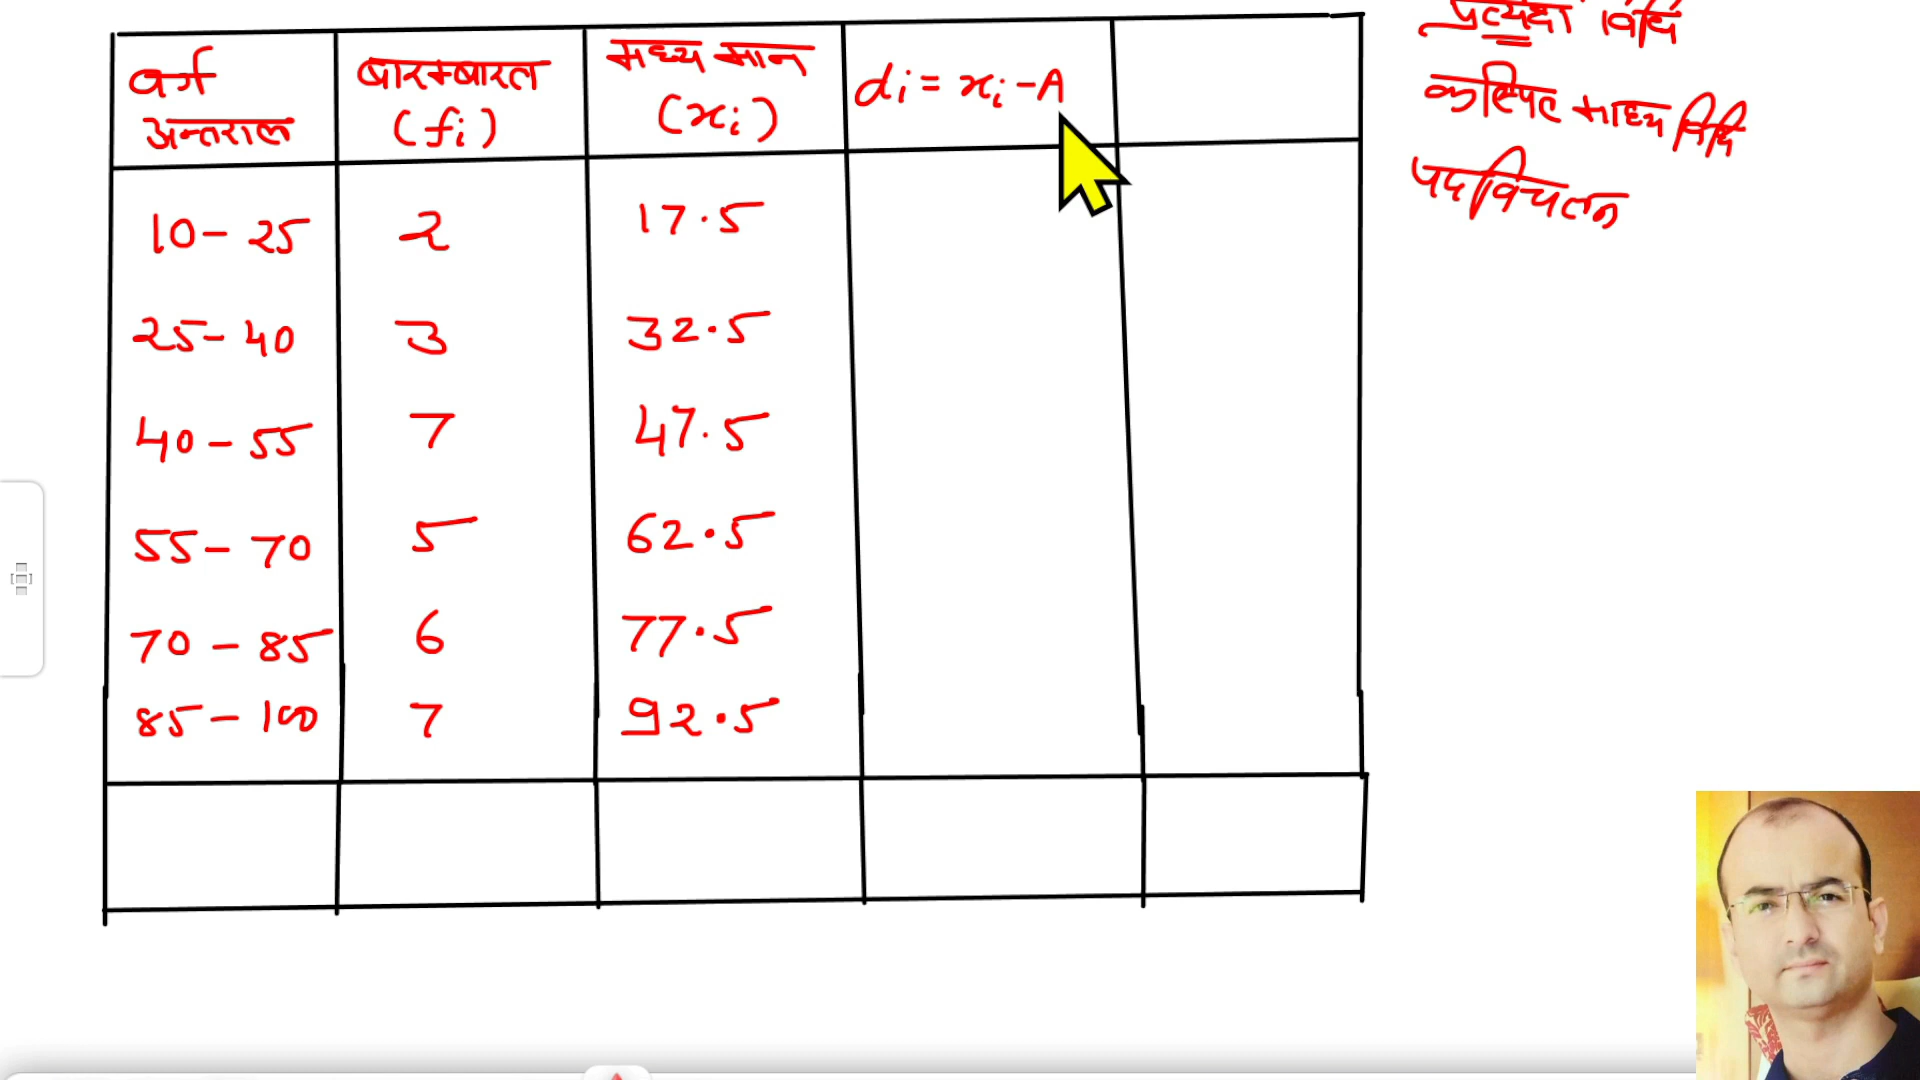 वर्ग अन्तराल | बारम्बारता (fi) | मध्य मान (xi) | di = xi - A
10 - 25 | 2 | 17.5
25 - 40 | 3 | 32.5
40 - 55 | 7 | 47.5
55 - 70 | 5 | 62.5
70 - 85 | 6 | 77.5
85 - 100 | 7 | 92.5
प्रत्यक्ष विधि
कल्पित माध्य विधि
पद विचलन